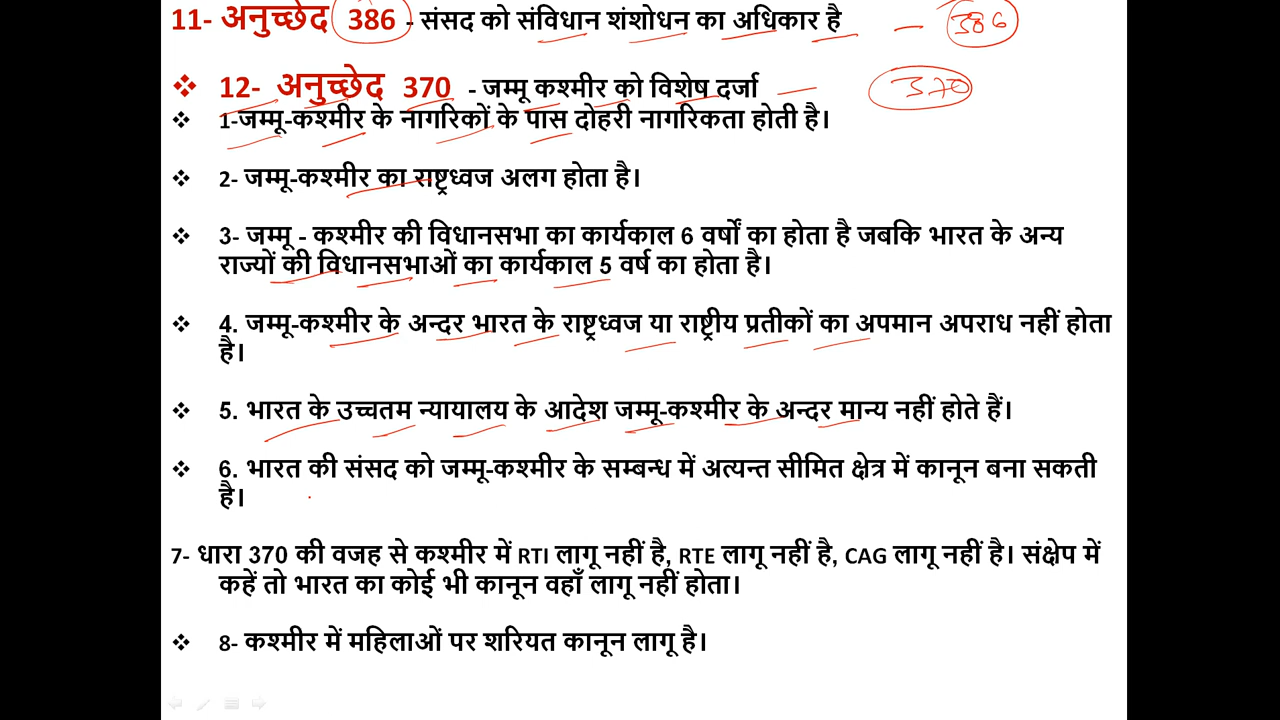 11- अनुच्छेद 386 - संसद को संविधान शंशोधन का अधिकार है - 386
❖ 12- अनुच्छेद 370 - जम्मू कश्मीर को विशेष दर्जा - 370
❖ 1-जम्मू-कश्मीर के नागरिकों के पास दोहरी नागरिकता होती है।
❖ 2- जम्मू-कश्मीर का राष्ट्रध्वज अलग होता है।
❖ 3- जम्मू - कश्मीर की विधानसभा का कार्यकाल 6 वर्षों का होता है जबकि भारत के अन्य
राज्यों की विधानसभाओं का कार्यकाल 5 वर्ष का होता है।
❖ 4. जम्मू-कश्मीर के अन्दर भारत के राष्ट्रध्वज या राष्ट्रीय प्रतीकों का अपमान अपराध नहीं होता
है।
❖ 5. भारत के उच्चतम न्यायालय के आदेश जम्मू-कश्मीर के अन्दर मान्य नहीं होते हैं।
❖ 6. भारत की संसद को जम्मू-कश्मीर के सम्बन्ध में अत्यन्त सीमित क्षेत्र में कानून बना सकती
है।
7- धारा 370 की वजह से कश्मीर में RTI लागू नहीं है, RTE लागू नहीं है, CAG लागू नहीं है। संक्षेप में
कहें तो भारत का कोई भी कानून वहाँ लागू नहीं होता।
❖ 8- कश्मीर में महिलाओं पर शरियत कानून लागू है।